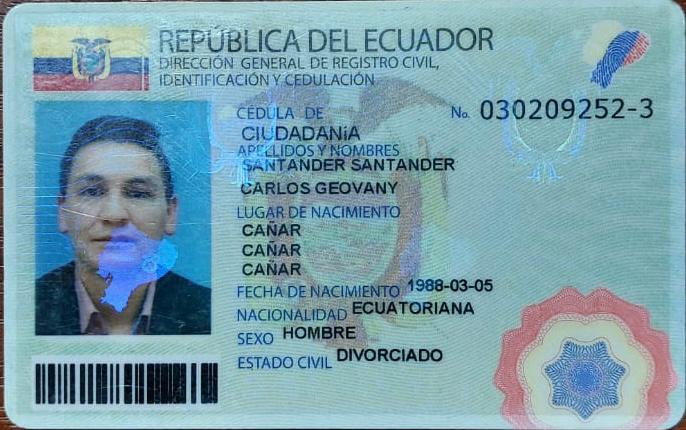 REPÚBLICA DEL ECUADOR
DIRECCIÓN GENERAL DE REGISTRO CIVIL,
IDENTIFICACIÓN Y CEDULACIÓN
CÉDULA DE No. 030209252-3
CIUDADANíA
APELLIDOS Y NOMBRES
SANTANDER SANTANDER
CARLOS GEOVANY
LUGAR DE NACIMIENTO
CAÑAR
CAÑAR
CAÑAR
FECHA DE NACIMIENTO 1988-03-05
NACIONALIDAD ECUATORIANA
SEXO HOMBRE
ESTADO CIVIL DIVORCIADO